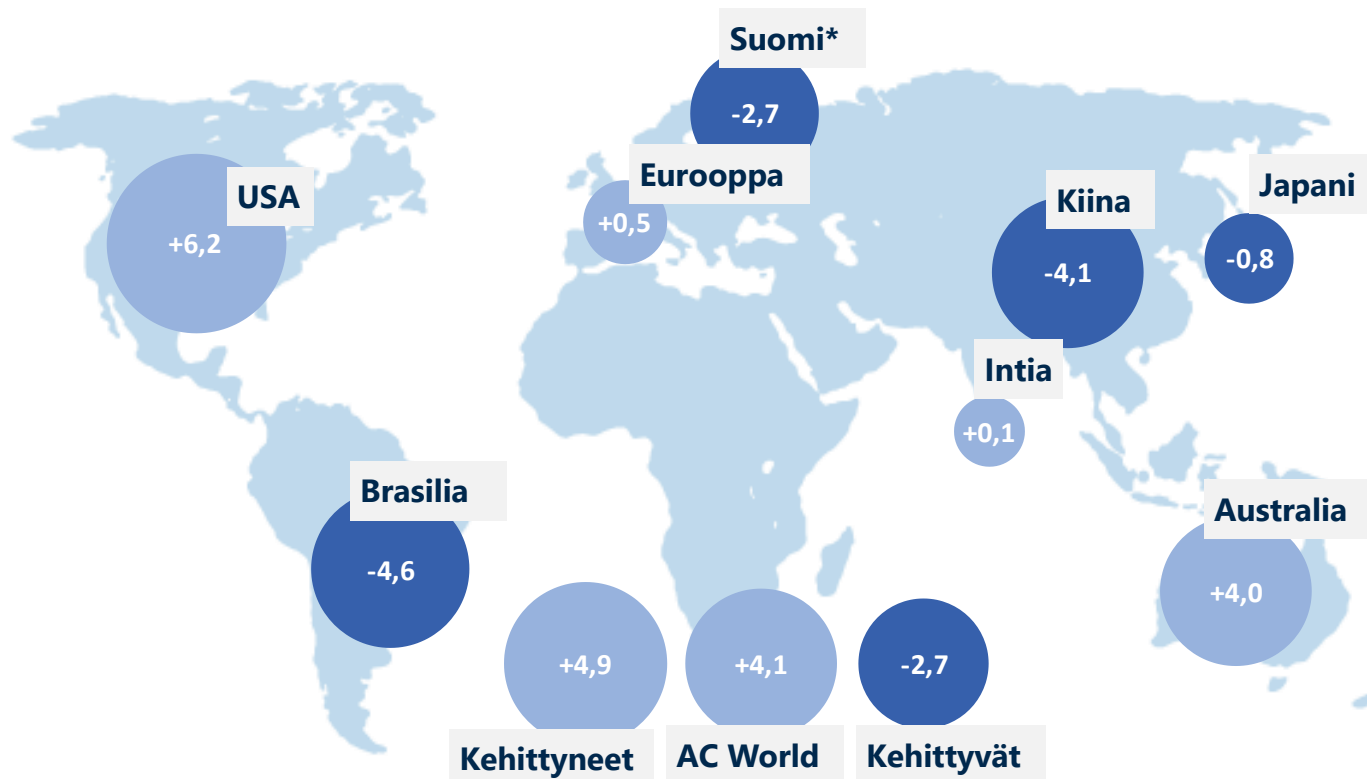 Suomi*
-2,7
USA
+6,2
Eurooppa
+0,5
Kiina
-4,1
Japani
-0,8
Intia
+0,1
Brasilia
-4,6
Australia
+4,0
+4,9
Kehittyneet
+4,1
AC World
-2,7
Kehittyvät